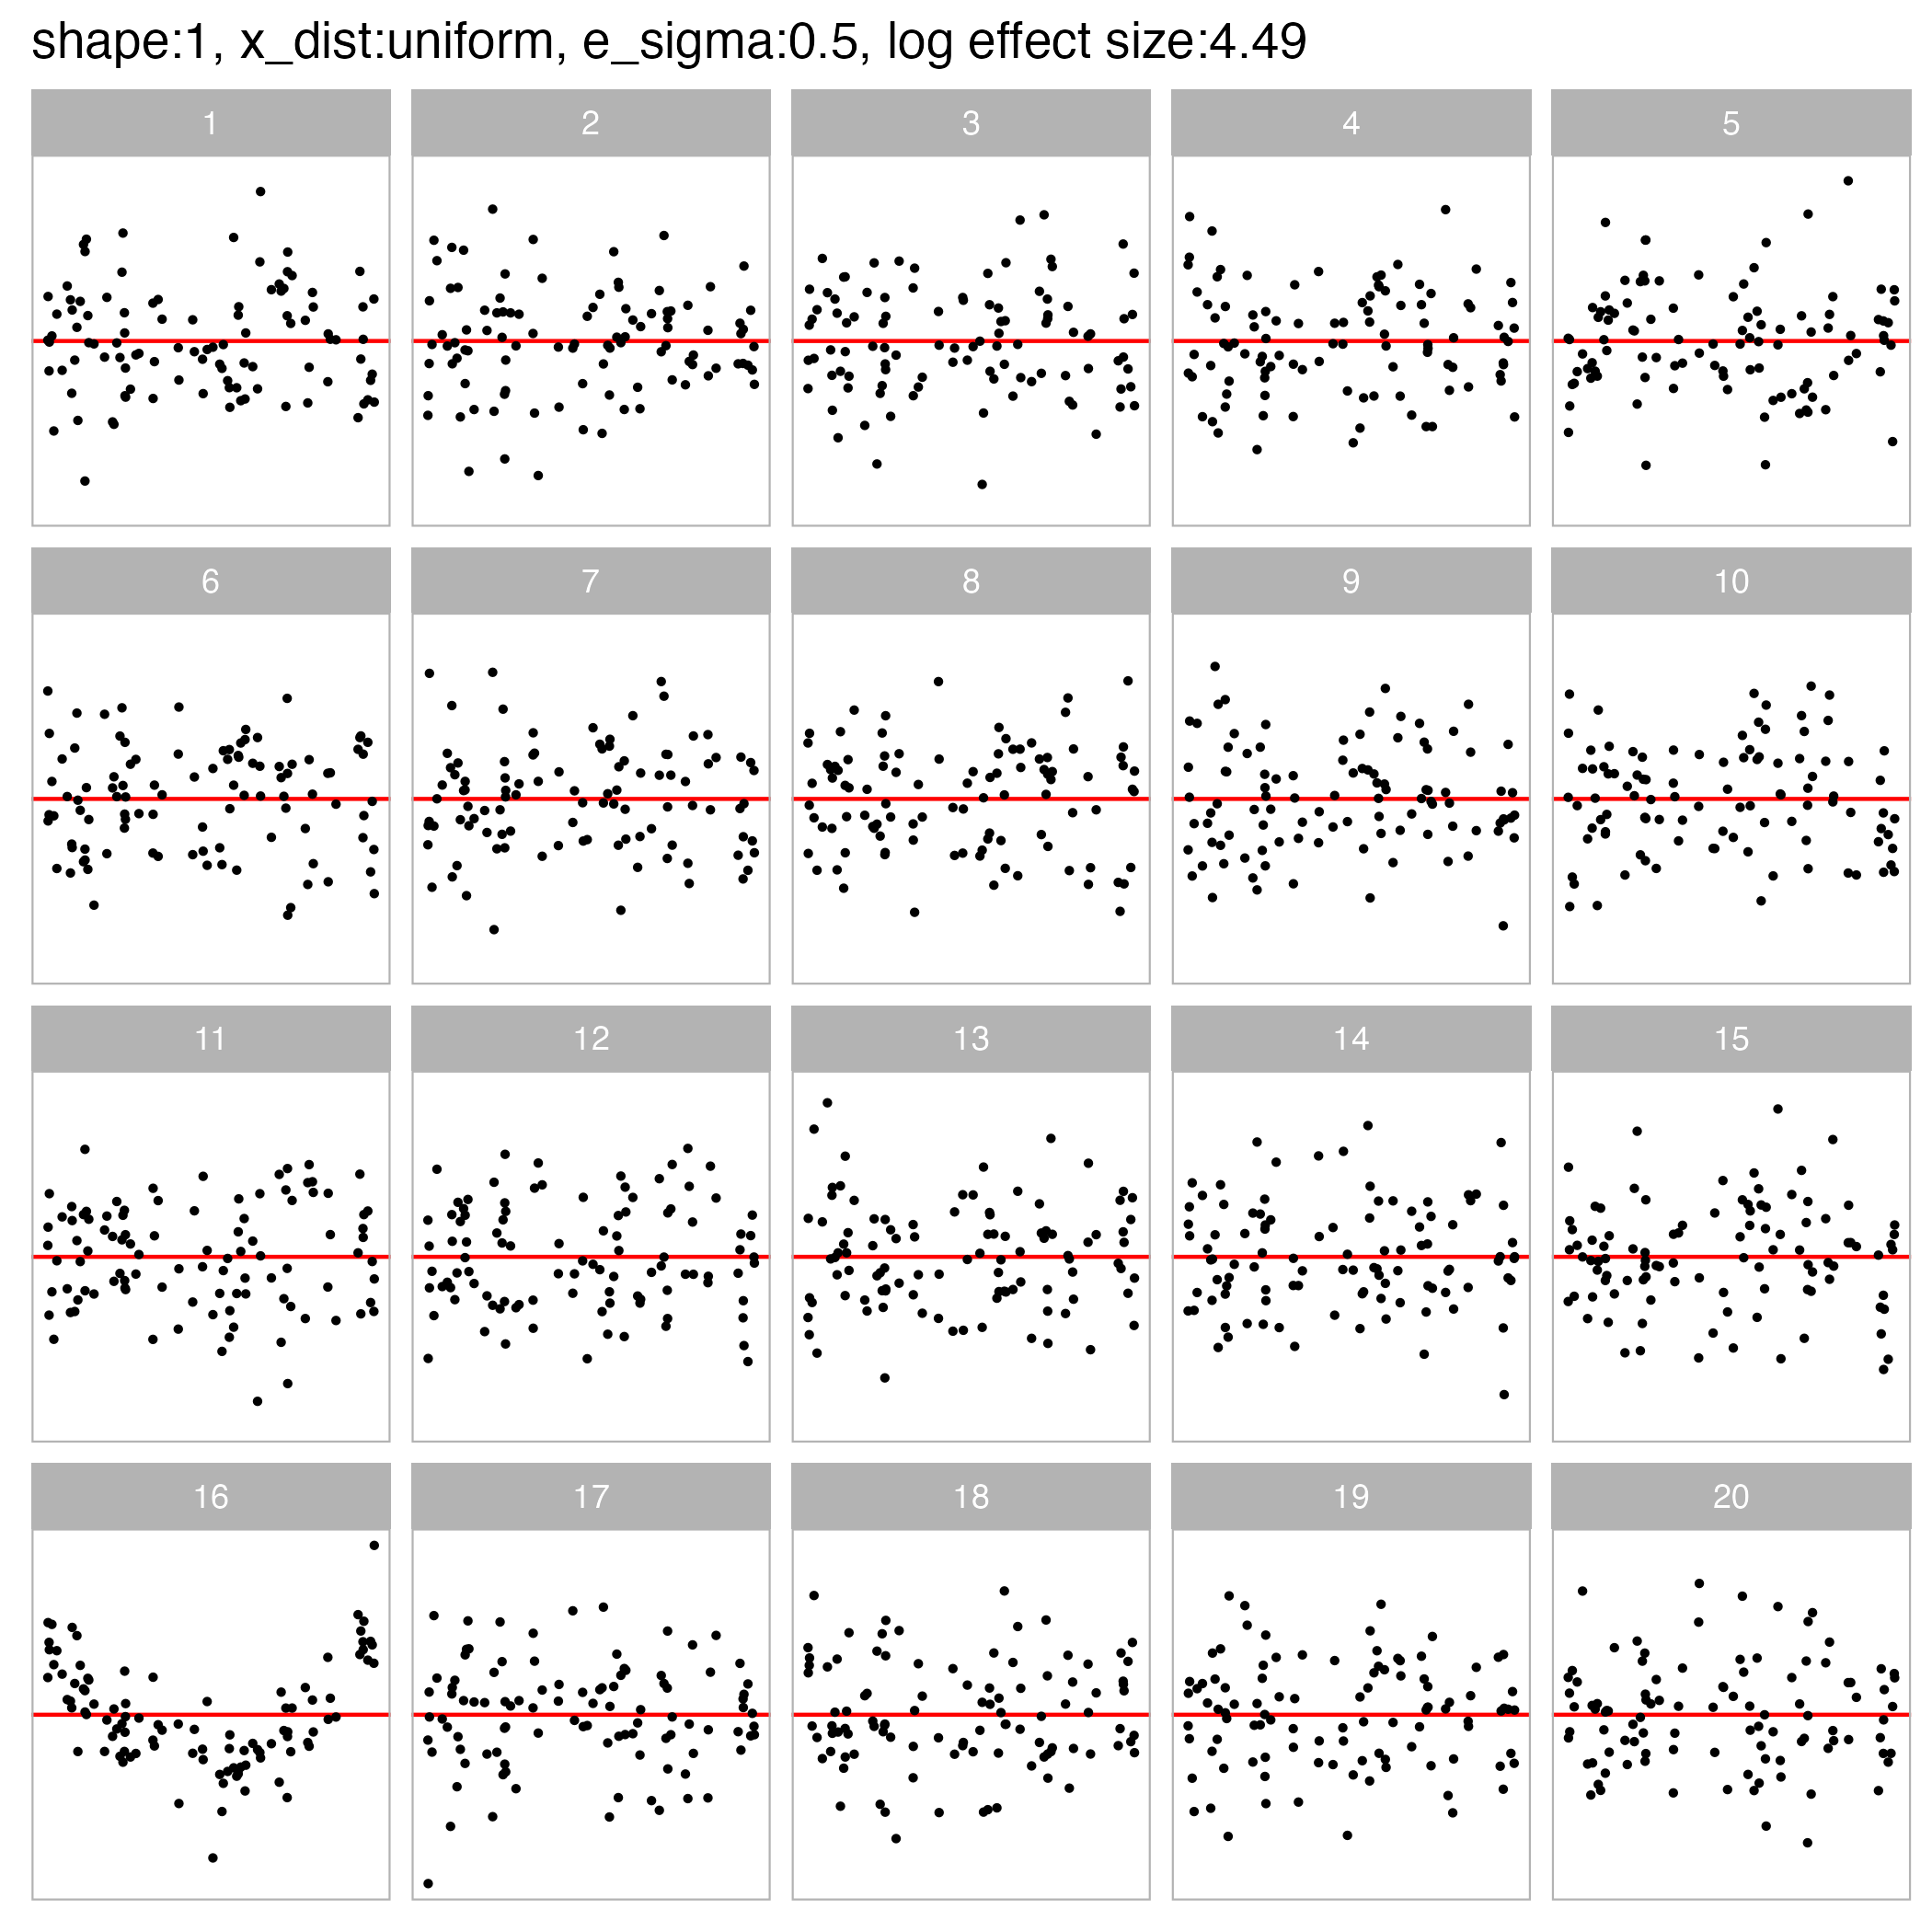 shape:1, x_dist:uniform, e_sigma:0.5, log effect size:4.49
1 2 3 4 5
6 7 8 9 10
11 12 13 14 15
16 17 18 19 20